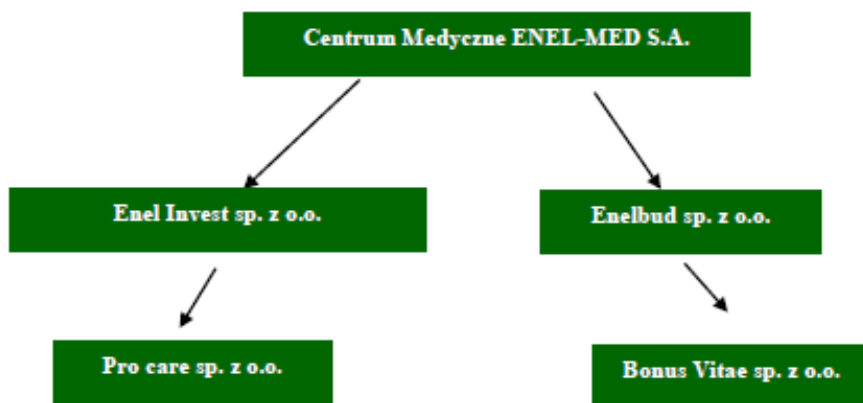 Centrum Medyczne ENEL-MED S.A.
Enel Invest sp. z o.o.
Enelbud sp. z o.o.
Pro care sp. z o.o.
Bonus Vitae sp. z o.o.